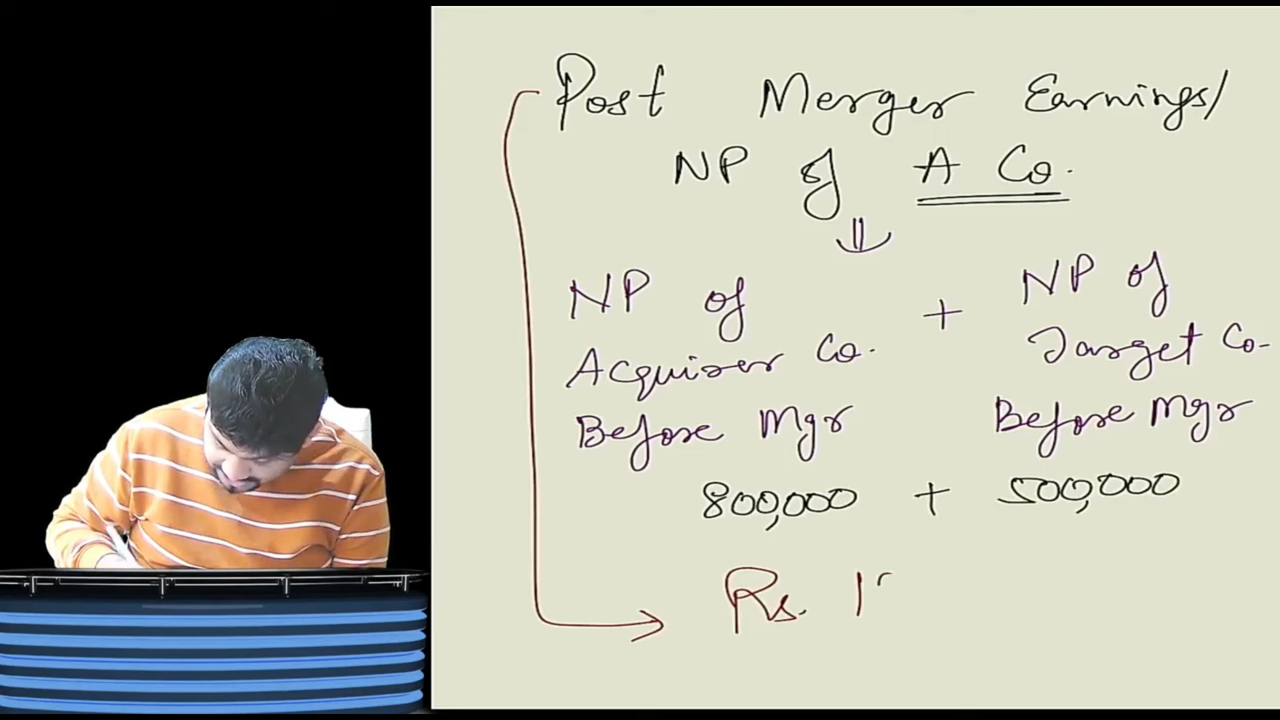 Post Merger Earnings/
NP of A Co.
NP of + NP of
Acquirer Co. Target Co.
Before Mgr Before Mgr
800,000 + 500,000
Rs. 1